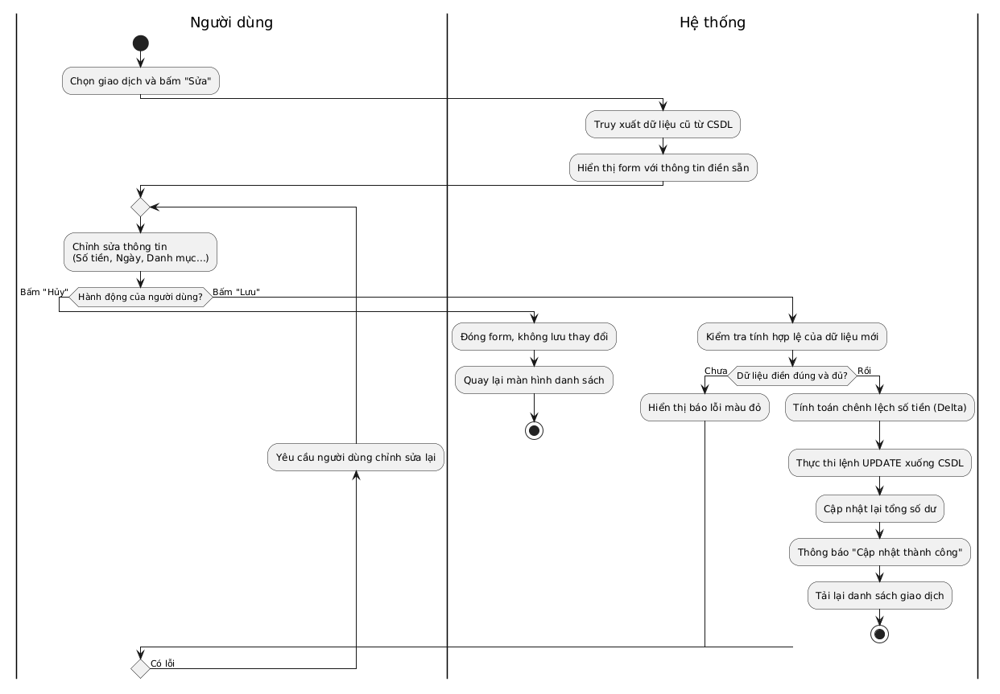 Người dùng
Hệ thống
Chọn giao dịch và bấm "Sửa"
Truy xuất dữ liệu cũ từ CSDL
Hiển thị form với thông tin điền sẵn
Chỉnh sửa thông tin
(Số tiền, Ngày, Danh mục...)
Bấm "Hủy"
Hành động của người dùng?
Bấm "Lưu"
Đóng form, không lưu thay đổi
Kiểm tra tính hợp lệ của dữ liệu mới
Quay lại màn hình danh sách
Chưa
Dữ liệu điền đúng và đủ?
Rồi
Hiển thị báo lỗi màu đỏ
Tính toán chênh lệch số tiền (Delta)
Yêu cầu người dùng chỉnh sửa lại
Thực thi lệnh UPDATE xuống CSDL
Cập nhật lại tổng số dư
Thông báo "Cập nhật thành công"
Tải lại danh sách giao dịch
Có lỗi